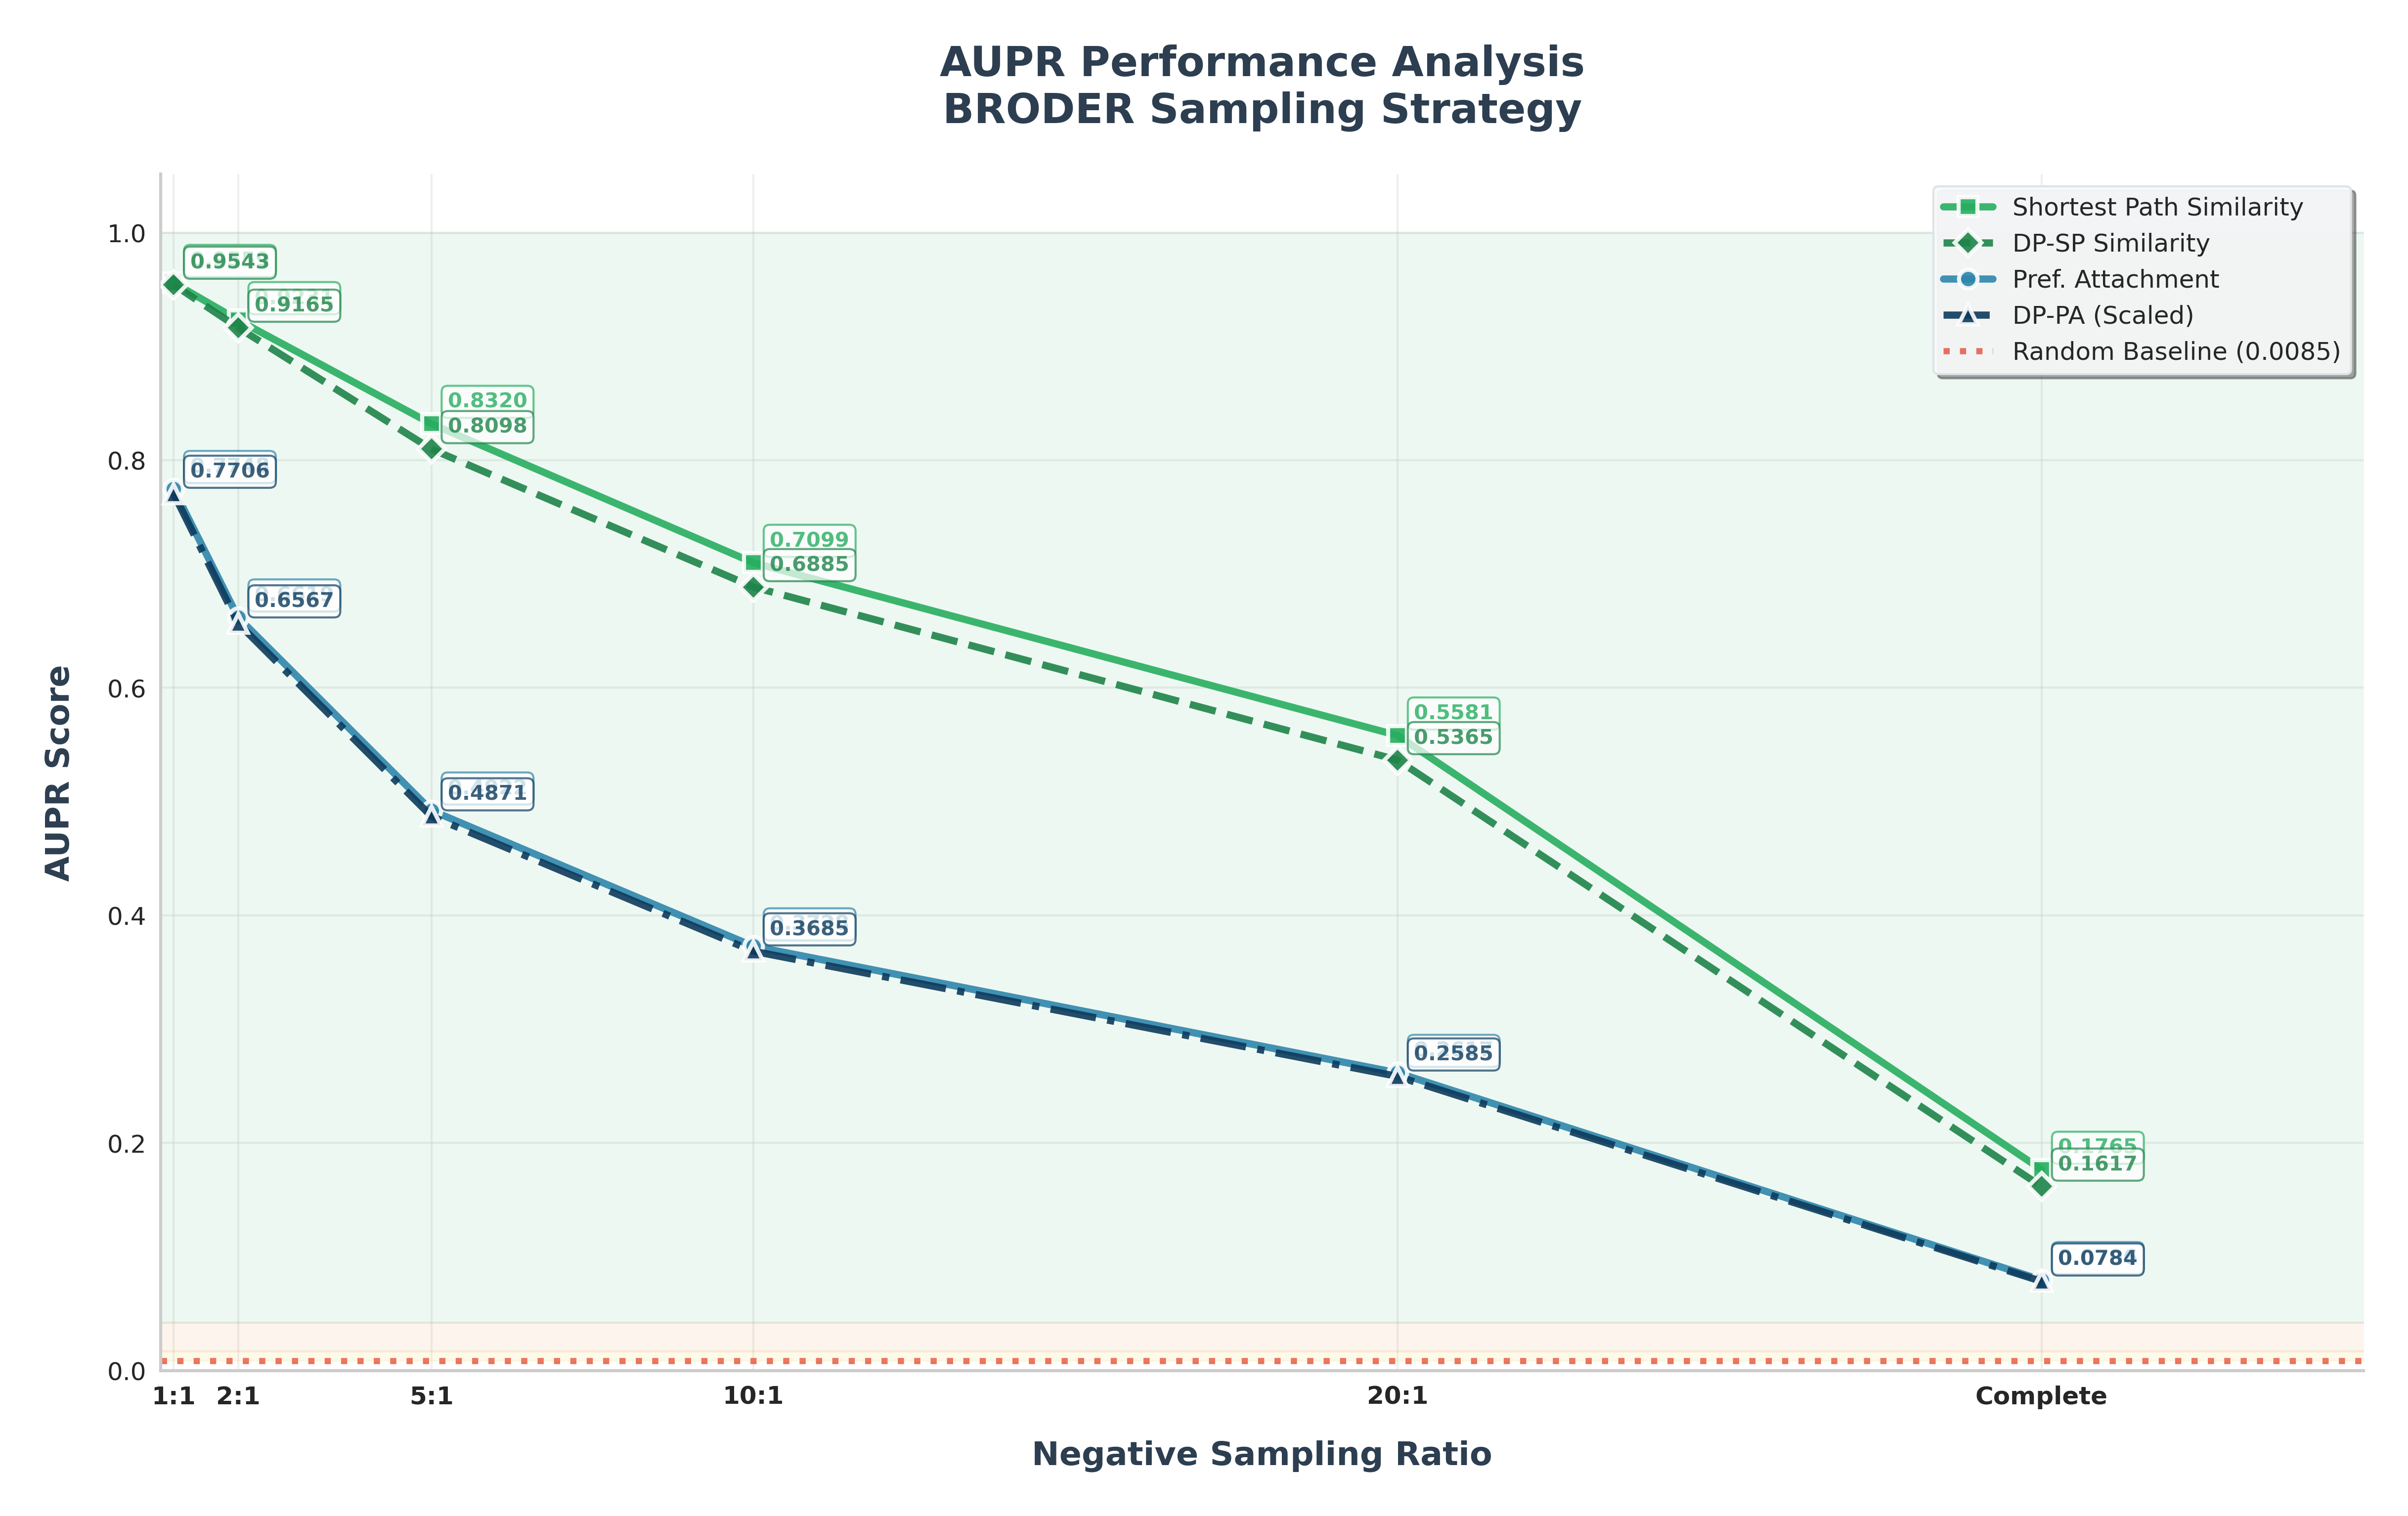 AUPR Performance Analysis
BRODER Sampling Strategy
Shortest Path Similarity
DP-SP Similarity
Pref. Attachment
DP-PA (Scaled)
Random Baseline (0.0085)
AUPR Score
1.0
0.8
0.6
0.4
0.2
0.0
0.9543
0.9165
0.8320
0.8098
0.7706
0.7099
0.6885
0.6567
0.5581
0.5365
0.4871
0.3685
0.2585
0.1765
0.1617
0.0784
1:1 2:1 5:1 10:1 20:1 Complete
Negative Sampling Ratio